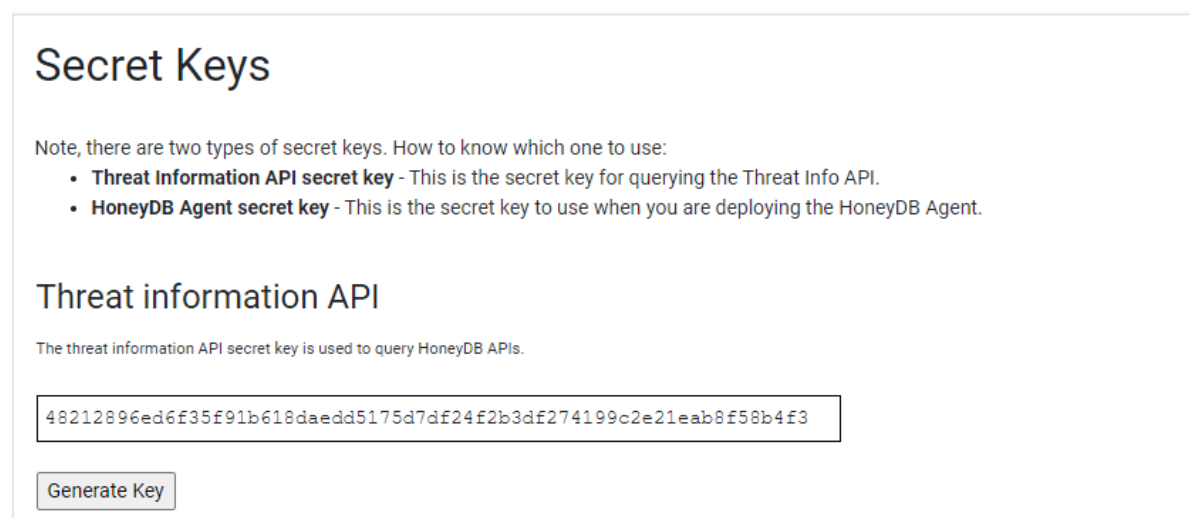 Secret Keys
Note, there are two types of secret keys. How to know which one to use:
• Threat Information API secret key - This is the secret key for querying the Threat Info API.
• HoneyDB Agent secret key - This is the secret key to use when you are deploying the HoneyDB Agent.
Threat information API
The threat information API secret key is used to query HoneyDB APIs.
48212896ed6f35f91b618daedd5175d7df24f2b3df274199c2e21eab8f58b4f3
Generate Key